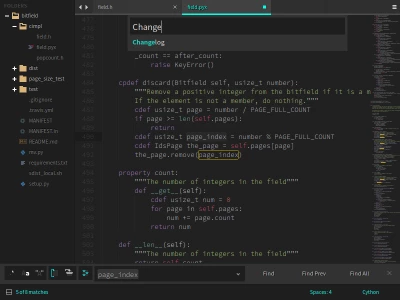 FOLDERS
bitfield
cimpl
field.h
field.pyx
popcount.h
dist
page_size_test
test
.gitignore
.travis.yml
MANIFEST
MANIFEST.in
README.md
rm.py
requirement.txt
setup.py
field.h
field.pyx
Change
Changelog
_count == after_count:
raise KeyError()
cpdef discard(Bitfield self, usize_t number):
"""Remove a positive integer from the bitfield if it is a m
If the element is not a member, do nothing."""
cdef usize_t page = number / PAGE_FULL_COUNT
if page >= len(self.pages):
return
cdef usize_t page_index = number % PAGE_FULL_COUNT
cdef IdsPage the_page = self.pages[page]
the_page.remove(page_index)
property count:
"""The number of integers in the field"""
def __get__(self):
cdef usize_t num = 0
for page in self.pages:
num += page.count
return num
def __len__(self):
"""The number of integers in the field"""
return self.count
page_index
Find
Find Prev
Find All
5 of 8 matches
Spaces: 4
Cython